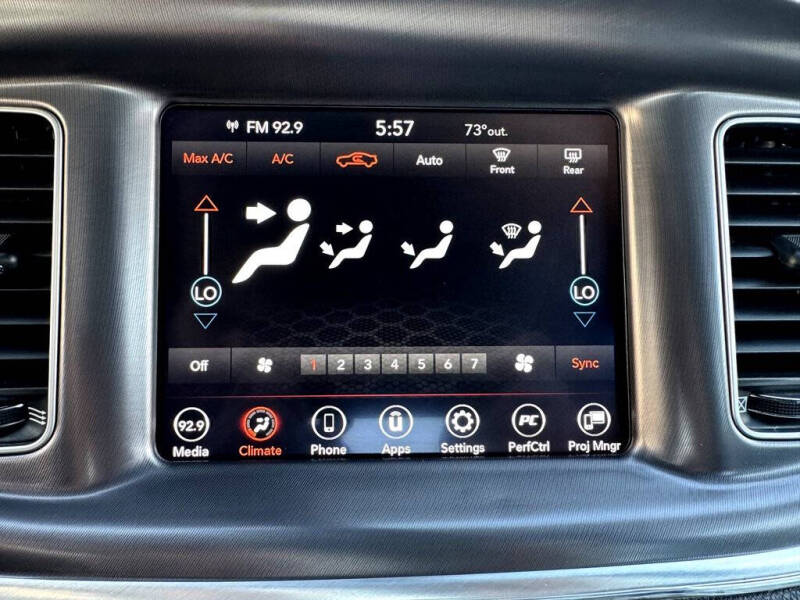 FM 92.9 5:57 73° out.
Max A/C A/C Auto Front Rear
LO LO
Off 1 2 3 4 5 6 7 Sync
92.9 ū PC
Media Climate Phone Apps Settings PerfCtrl Proj Mngr